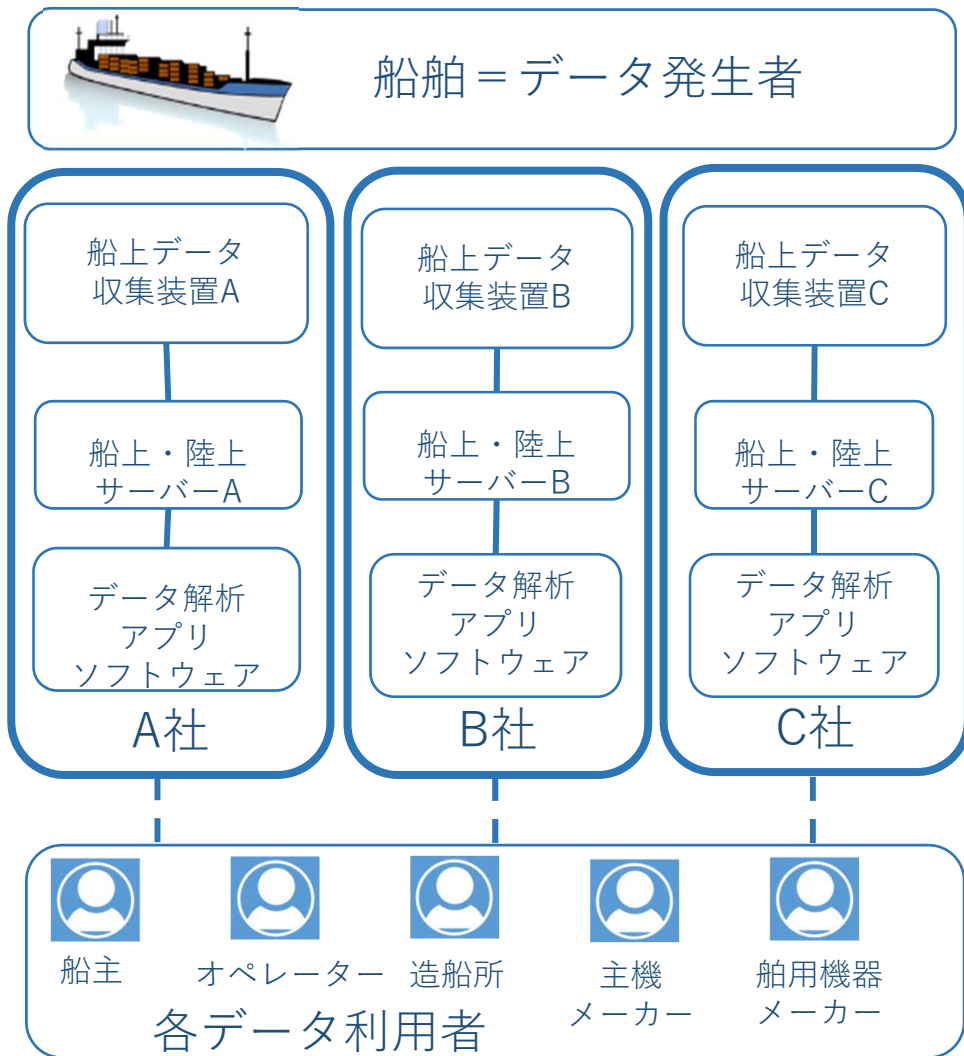 船舶＝データ発生者
船上データ
収集装置A
船上・陸上
サーバーA
データ解析
アプリ
ソフトウェア
A社
船上データ
収集装置B
船上・陸上
サーバーB
データ解析
アプリ
ソフトウェア
B社
船上データ
収集装置C
船上・陸上
サーバーC
データ解析
アプリ
ソフトウェア
C社
船主
オペレーター
造船所
主機
メーカー
舶用機器
メーカー
各データ利用者